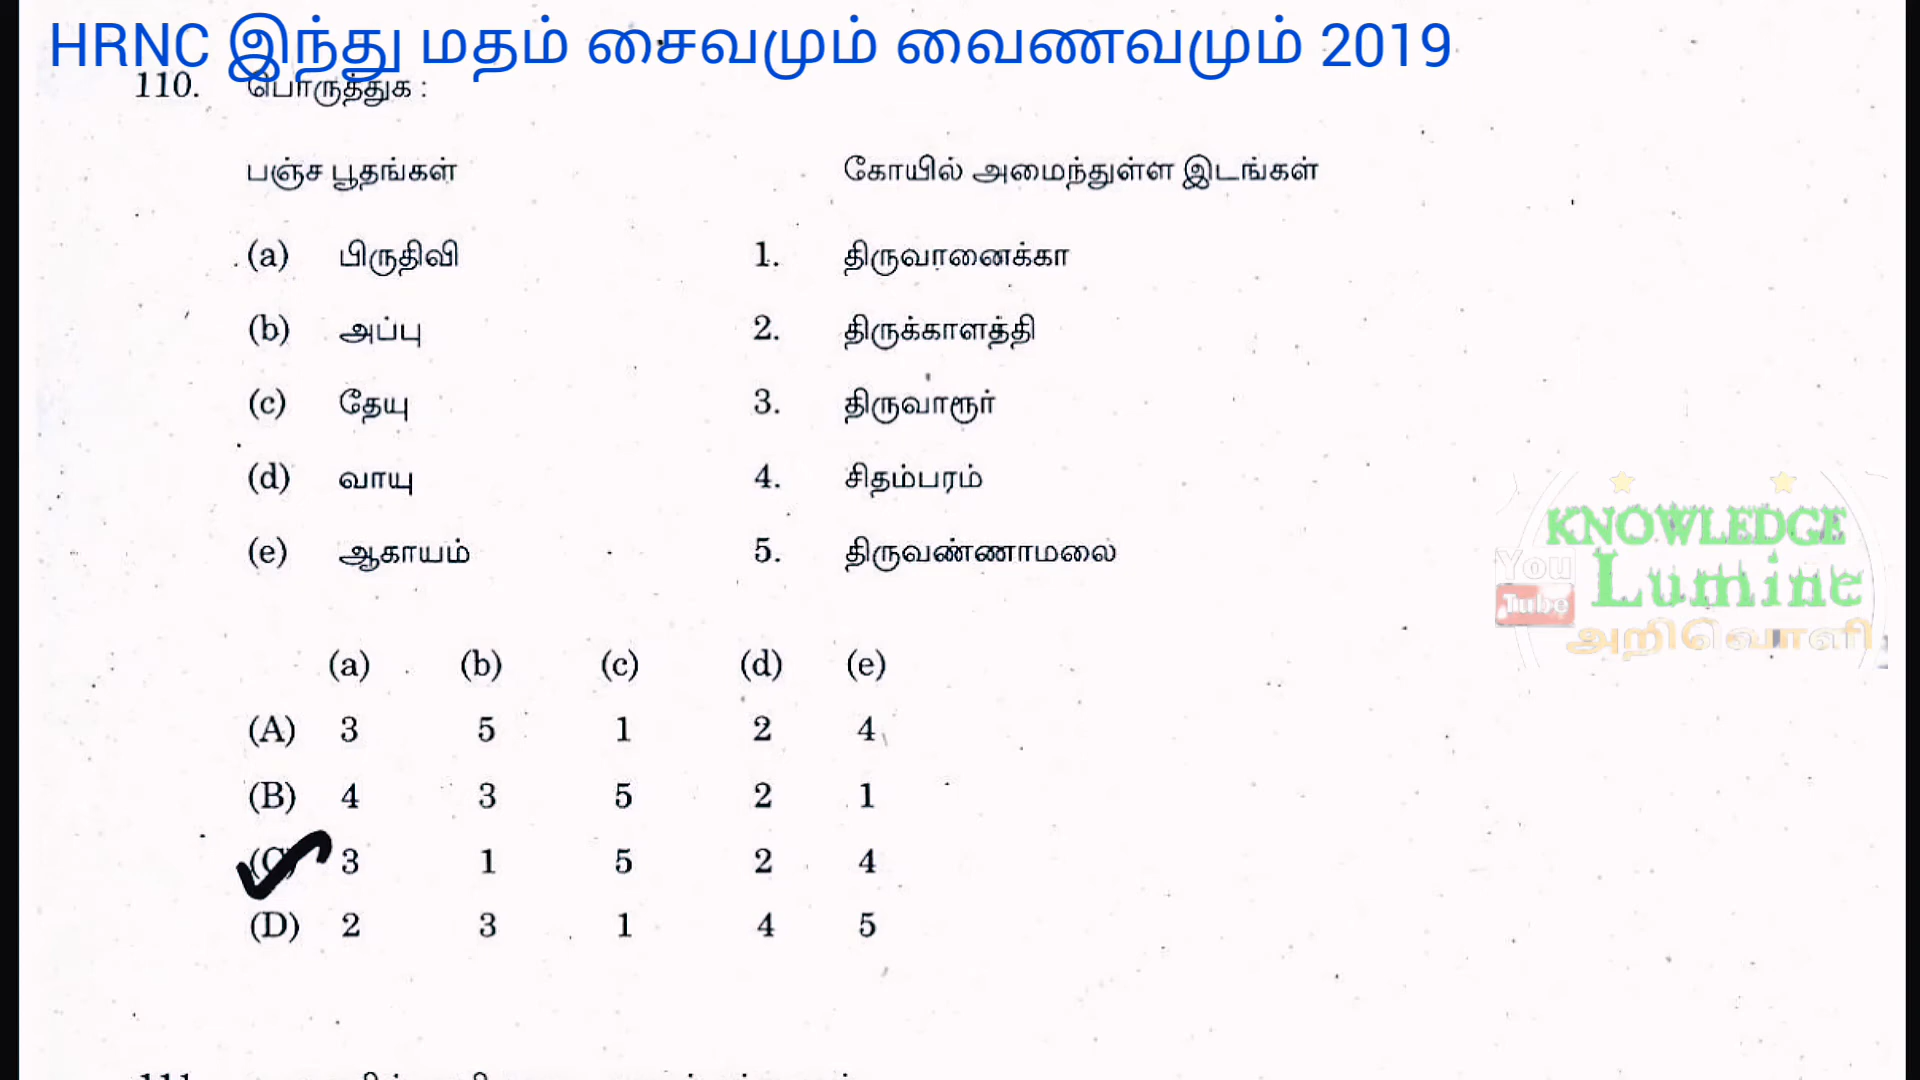 HRNC இந்து மதம் சைவமும் வைணவமும் 2019
110. பொருத்துக :
பஞ்ச பூதங்கள் கோயில் அமைந்துள்ள இடங்கள்
(a) பிருதிவி 1. திருவானைக்கா
(b) அப்பு 2. திருக்காளத்தி
(c) தேயு 3. திருவாரூர்
(d) வாயு 4. சிதம்பரம்
(e) ஆகாயம் 5. திருவண்ணாமலை
KNOWLEDGE
You Tube Lumine
அறிவொளி
(a) (b) (c) (d) (e)
(A) 3 5 1 2 4
(B) 4 3 5 2 1
(C) 3 1 5 2 4
(D) 2 3 1 4 5